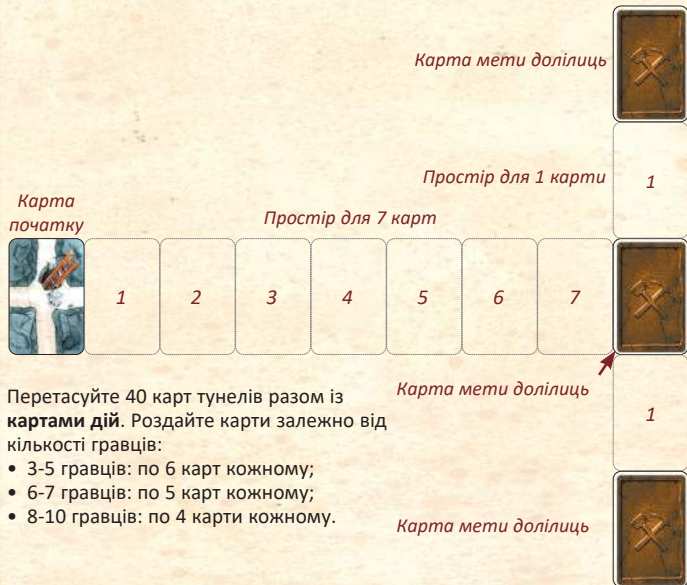 Карта мети долілиць
Простір для 1 карти
1
Карта
початку
Простір для 7 карт
1 2 3 4 5 6 7
Карта мети долілиць
1
Перетасуйте 40 карт тунелів разом із
картами дій. Роздайте карти залежно від
кількості гравців:
• 3-5 гравців: по 6 карт кожному;
• 6-7 гравців: по 5 карт кожному;
• 8-10 гравців: по 4 карти кожному.
Карта мети долілиць